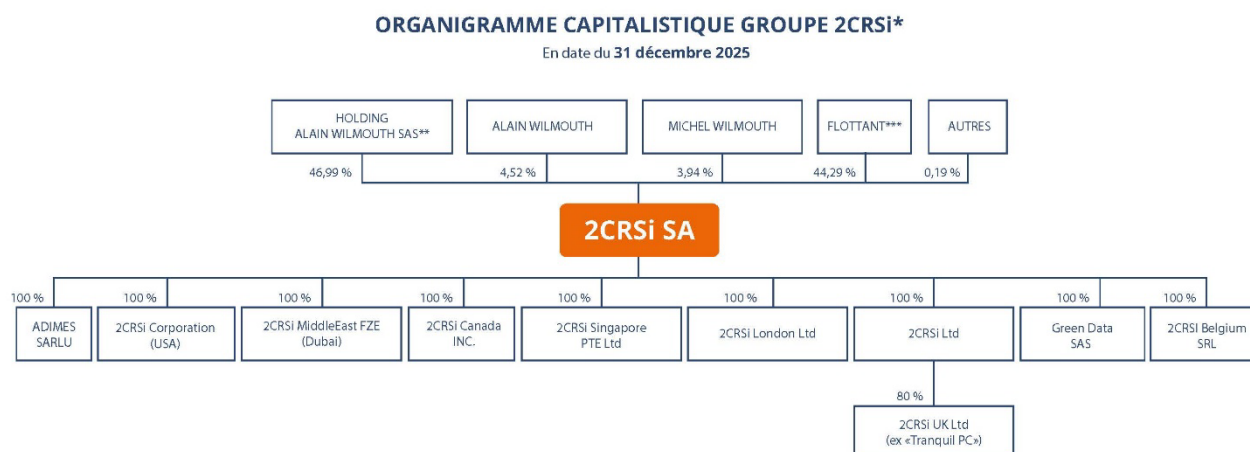 ORGANIGRAMME CAPITALISTIQUE GROUPE 2CRSi*
En date du 31 décembre 2025
HOLDING
ALAIN WILMOUTH SAS**
ALAIN WILMOUTH
MICHEL WILMOUTH
FLOTTANT***
AUTRES
46,99 %
4,52 %
3,94 %
44,29 %
0,19 %
2CRSi SA
100 %
100 %
100 %
100 %
100 %
100 %
100 %
100 %
100 %
ADIMES
SARLU
2CRSi Corporation
(USA)
2CRSi MiddleEast FZE
(Dubai)
2CRSi Canada
INC.
2CRSi Singapore
PTE Ltd
2CRSi London Ltd
2CRSi Ltd
Green Data
SAS
2CRSI Belgium
SRL
80 %
2CRSi UK Ltd
(ex «Tranquil PC»)